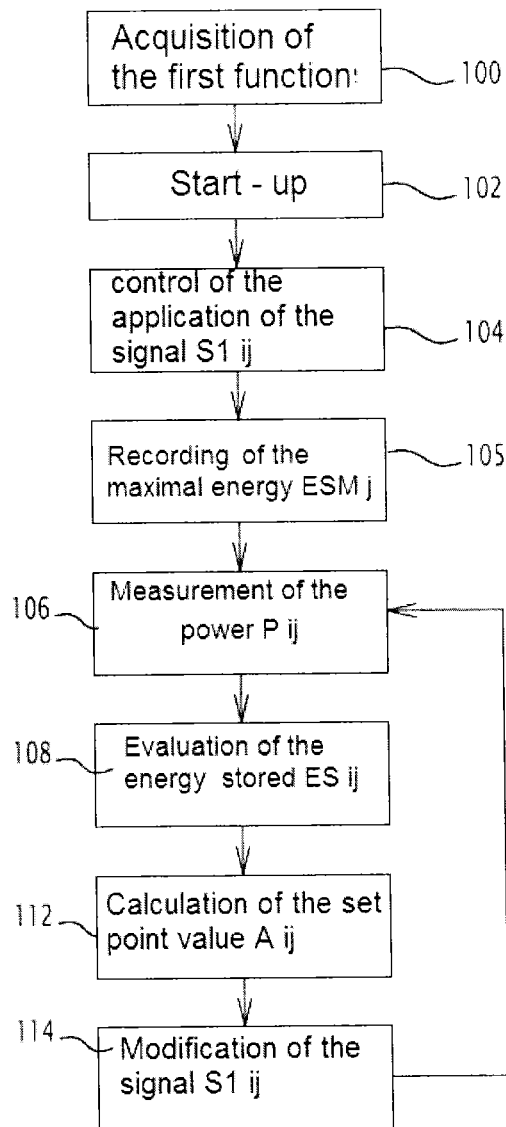 Acquisition of
the first function
100
Start - up
102
control of the
application of the
signal S1 ij
104
Recording of the
maximal energy ESM j
105
106
Measurement of the
power P ij
108
Evaluation of the
energy stored ES ij
112
Calculation of the set
point value A ij
114
Modification of the
signal S1 ij